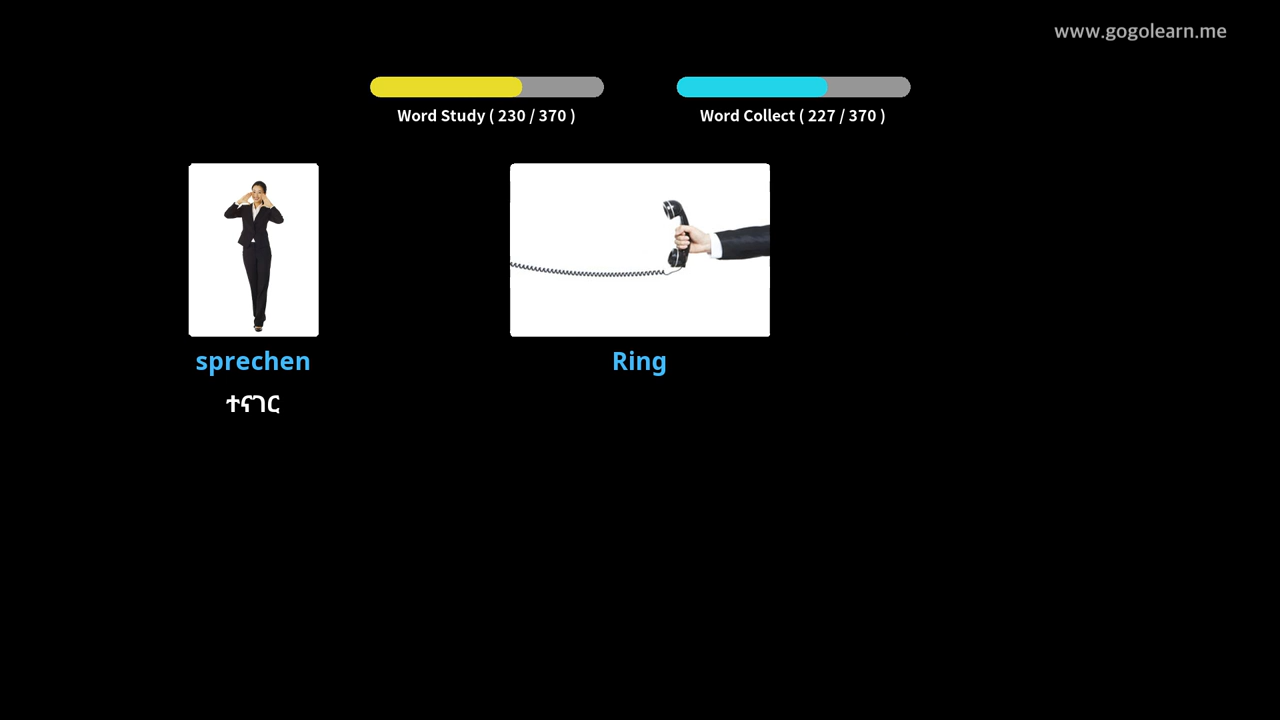 www.gogolearn.me
Word Study ( 230 / 370 )
Word Collect ( 227 / 370 )
sprechen
Ring
ተናገር